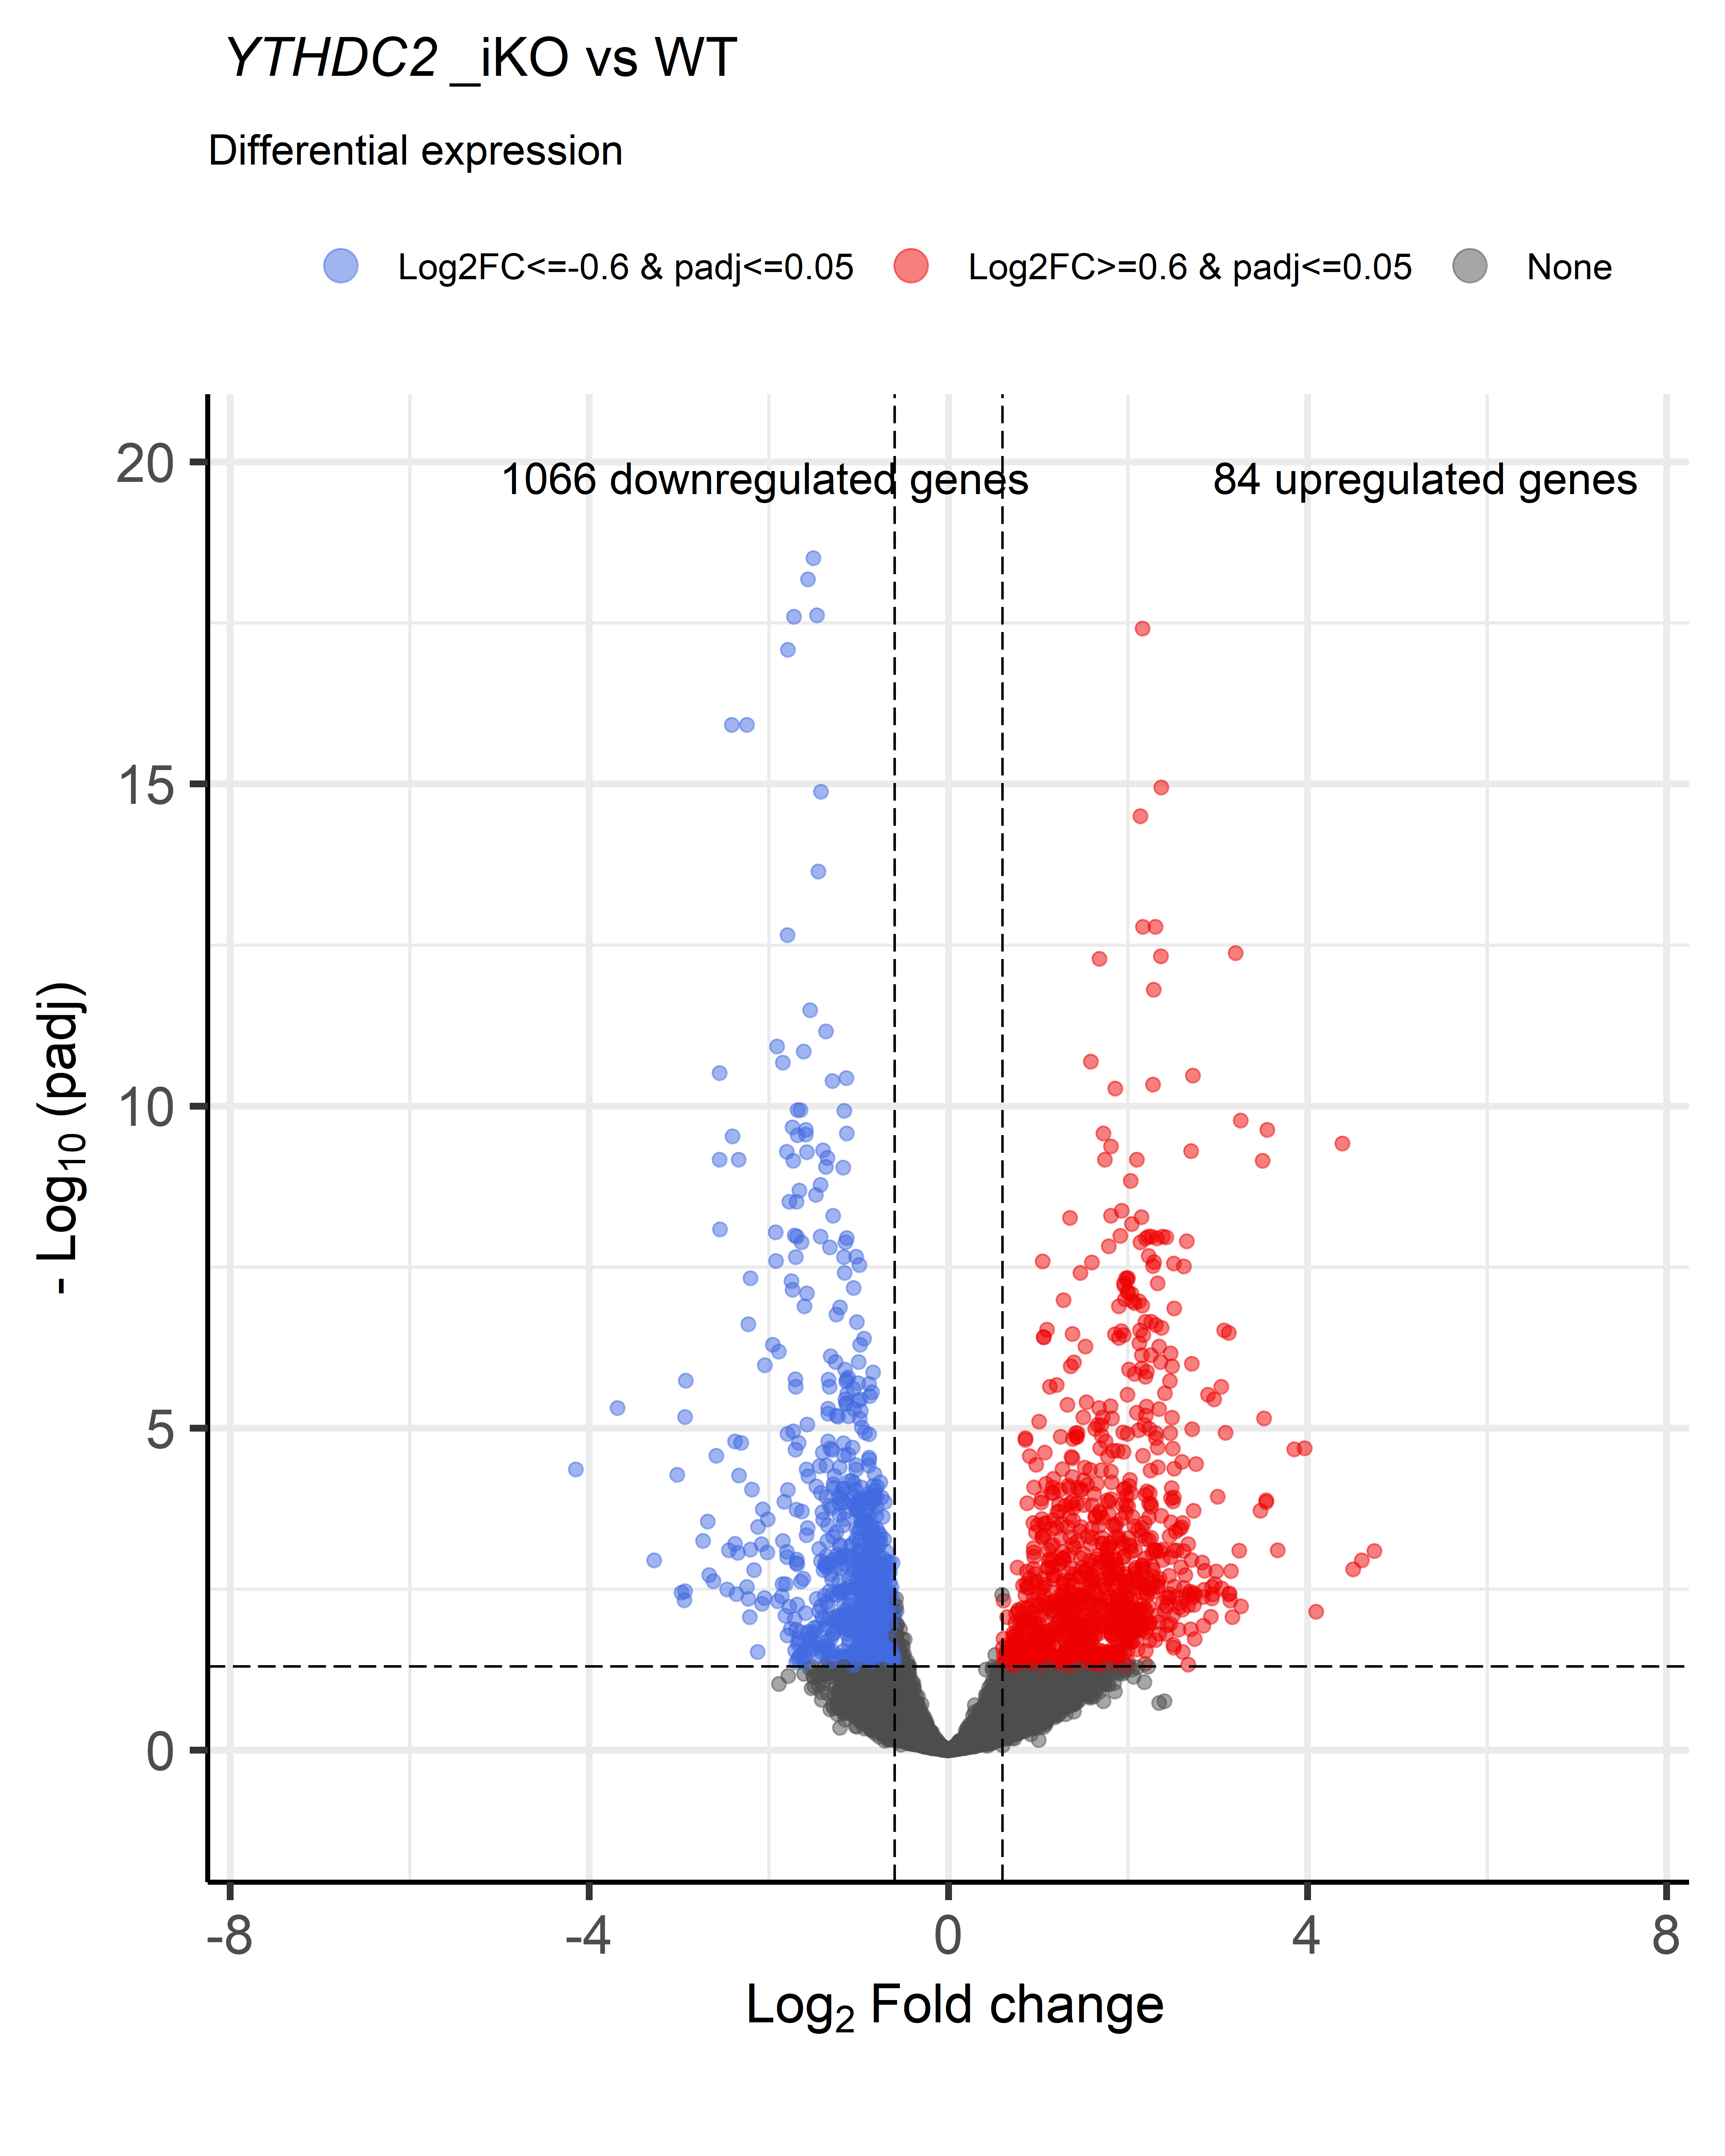 YTHDC2 _iKO vs WT
Differential expression
Log2FC<=-0.6 & padj<=0.05 Log2FC>=0.6 & padj<=0.05 None
20
1066 downregulated genes 84 upregulated genes
15
10
5
0
- Log10 (padj)
-8 -4 0 4 8
Log2 Fold change